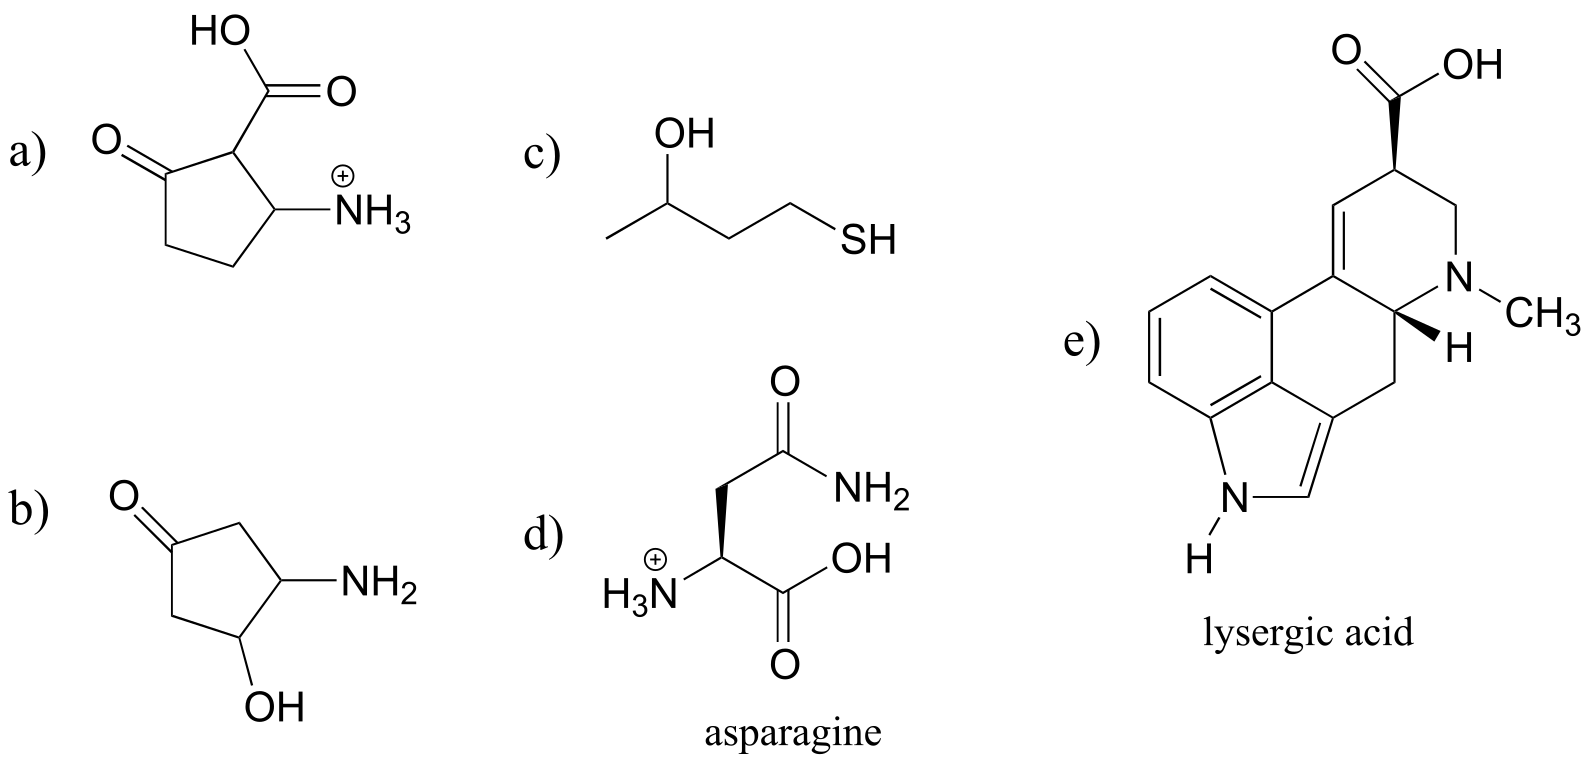 a)
HO
O
O
⊕
NH3
b)
O
NH2
OH
c)
OH
SH
d)
O
NH2
⊕
H3N
OH
O
asparagine
e)
O
OH
N
CH3
H
N
H
lysergic acid